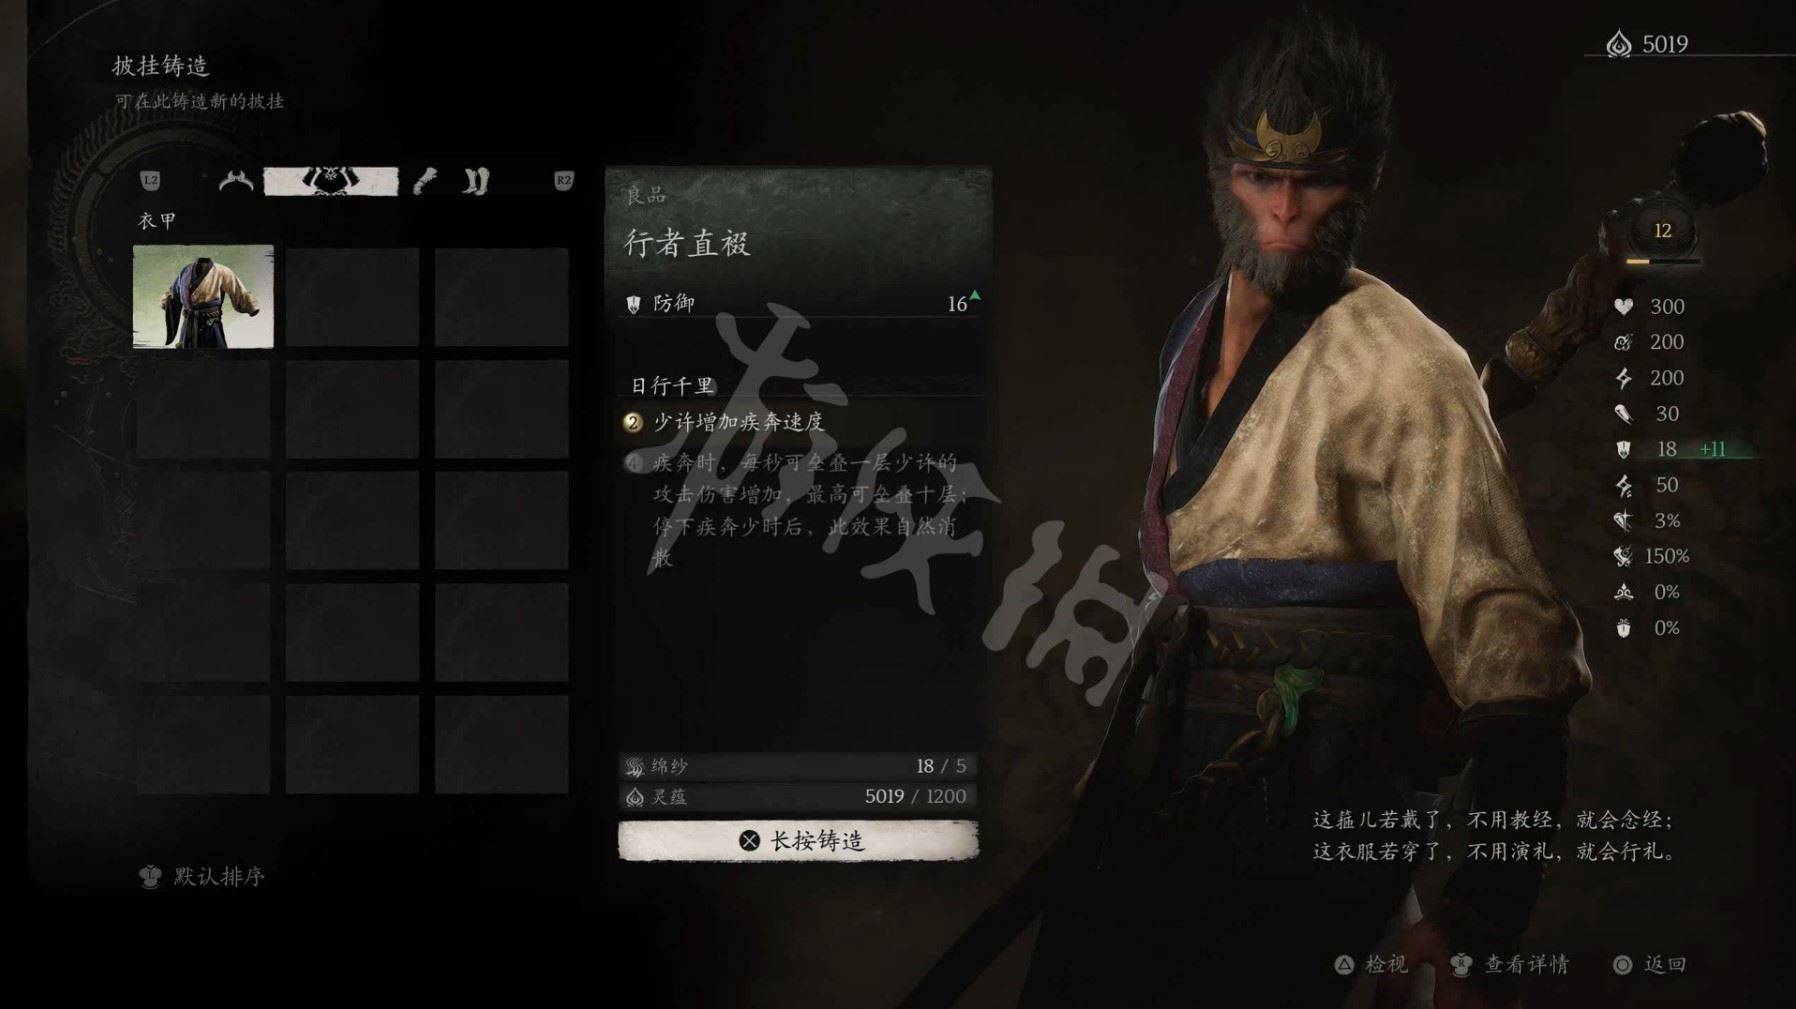 披挂铸造
可在此铸造新的披挂
5019
L2
R2
衣甲
良品
行者直裰
防御 16
日行千里
2 少许增加疾奔速度
4 疾奔时，每秒可垒叠一层少许的
攻击伤害增加，最高可垒叠十层；
停下疾奔少时后，此效果自然消
散
绵纱 18 / 5
灵蕴 5019 / 1200
长按铸造
默认排序
12
300
200
200
30
18 +11
50
3%
150%
0%
0%
这箍儿若戴了，不用教经，就会念经；
这衣服若穿了，不用演礼，就会行礼。
检视 R 查看详情 返回
游侠网